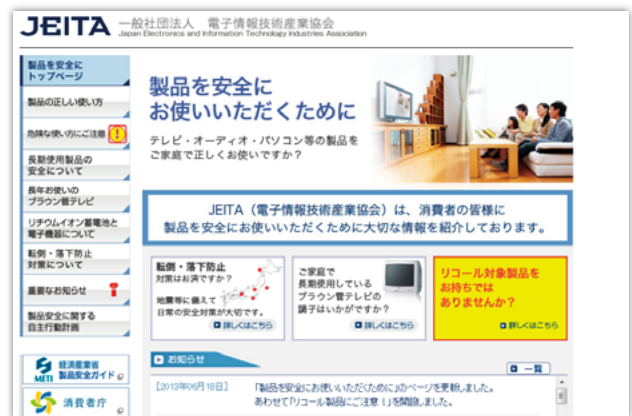 JEITA 一般社団法人 電子情報技術産業協会
Japan Electronics and Information Technology Industries Association
製品を安全に
トップページ
製品の正しい使い方
危険な使い方にご注意
長期使用製品の
安全について
長年お使いの
ブラウン管テレビ
リチウムイオン蓄電池と
電子機器について
転倒・落下防止
対策について
重要なお知らせ
製品安全に関する
自主行動計画
経済産業省
METI 製品安全ガイド
消費者庁
製品を安全に
お使いいただくために
テレビ・オーディオ・パソコン等の製品を
ご家庭で正しくお使いですか?
JEITA(電子情報技術産業協会)は、消費者の皆様に
製品を安全にお使いいただくために大切な情報を紹介しております。
転倒・落下防止
対策はお済ですか?
地震等に備えて
日常の安全対策が大切です。
詳しくはこちら
ご家庭で
長期使用している
ブラウン管テレビの
調子はいかがですか?
詳しくはこちら
リコール対象製品を
お持ちでは
ありませんか?
詳しくはこちら
お知らせ
一覧
[2013年06月18日] 「製品を安全にお使いいただくために」のページを更新しました。
あわせて「リコール製品にご注意!」を開設しました。